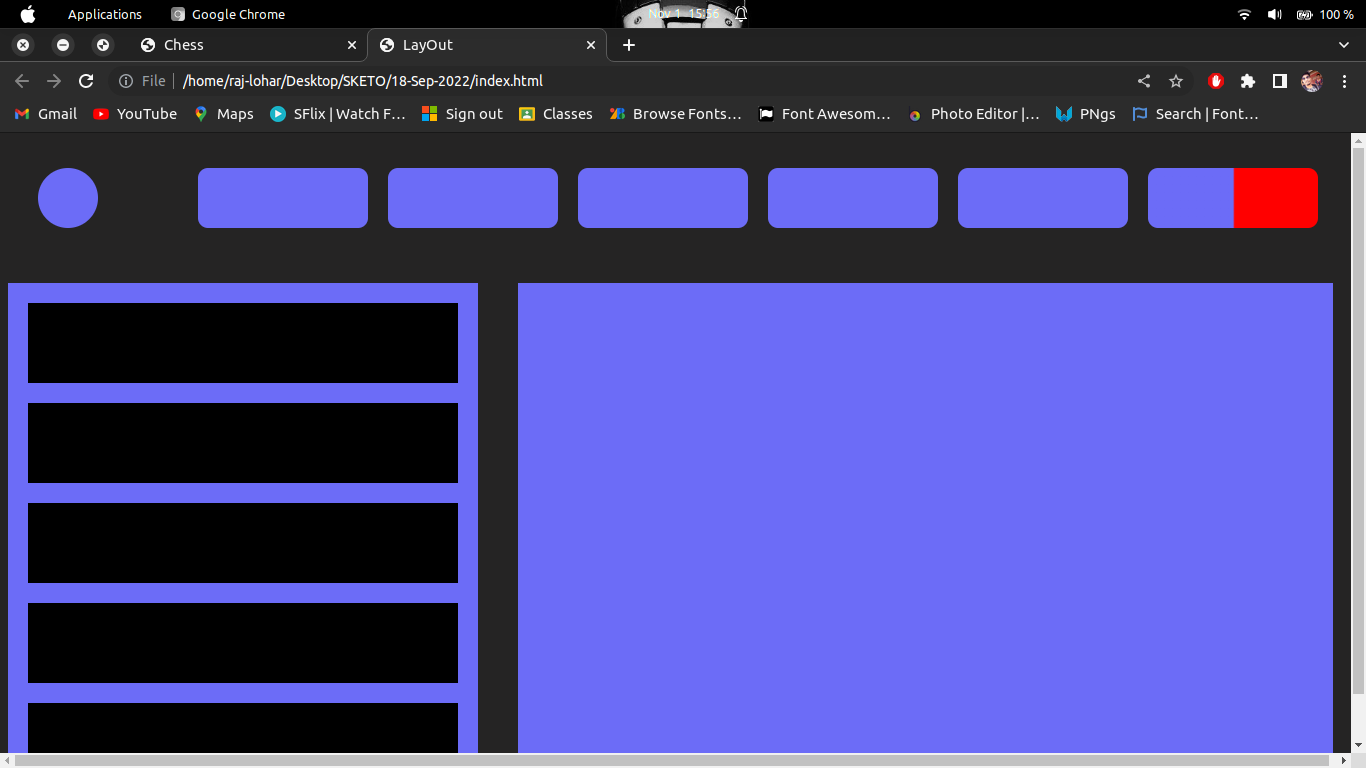 Applications Google Chrome Nov 1 15:56 100 %
Chess LayOut
File /home/raj-lohar/Desktop/SKETO/18-Sep-2022/index.html
Gmail YouTube Maps SFlix | Watch F… Sign out Classes Browse Fonts… Font Awesom… Photo Editor |… PNgs Search | Font…